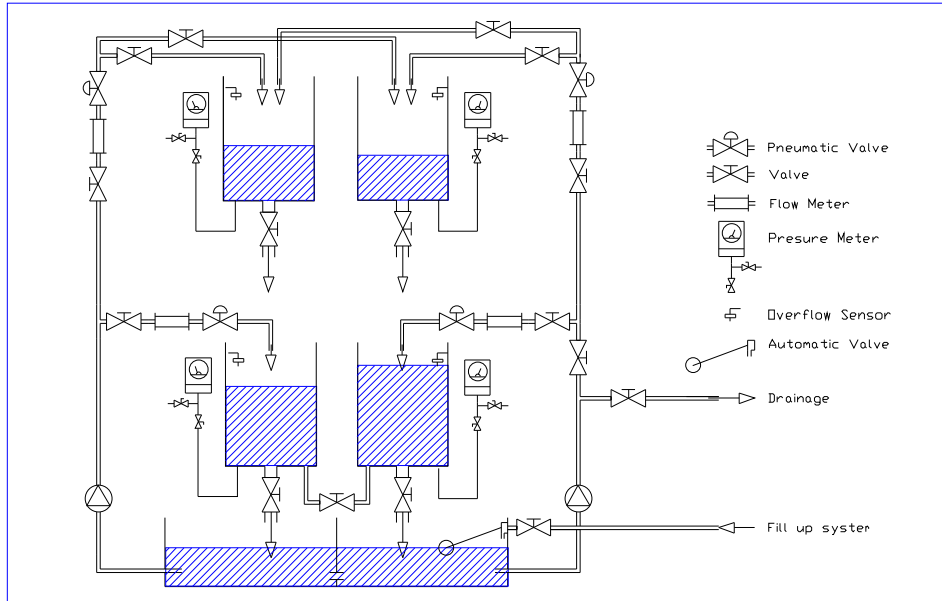 Pneumatic Valve
Valve
Flow Meter
Presure Meter
Overflow Sensor
Automatic Valve
Drainage
Fill up syster